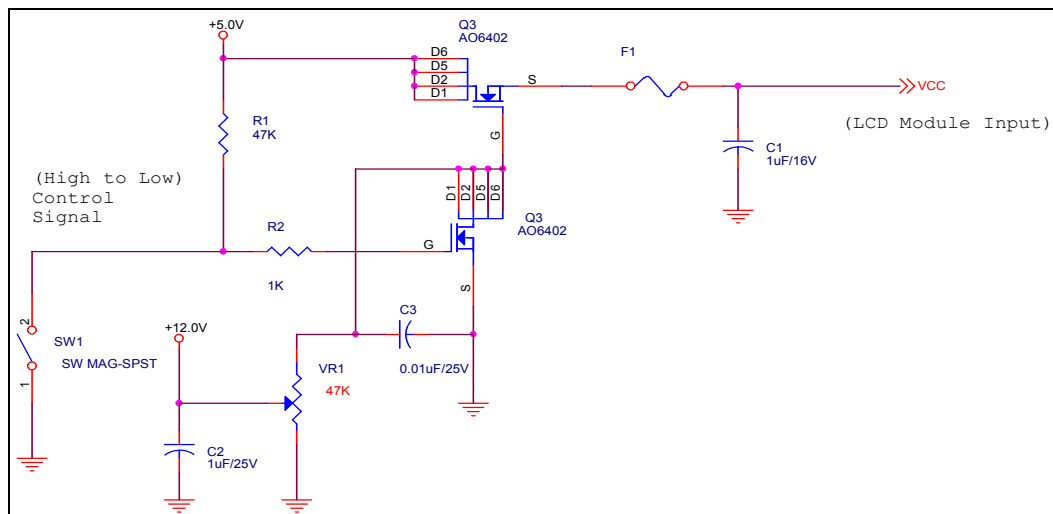 +5.0V
Q3
AO6402
D6
D5
D2
D1
S
G
F1
VCC
(LCD Module Input)
C1
1uF/16V
R1
47K
(High to Low)
Control
Signal
R2
1K
D1
D2
D5
D6
Q3
AO6402
G
S
2
SW1
SW MAG-SPST
1
+12.0V
C3
0.01uF/25V
VR1
47K
C2
1uF/25V